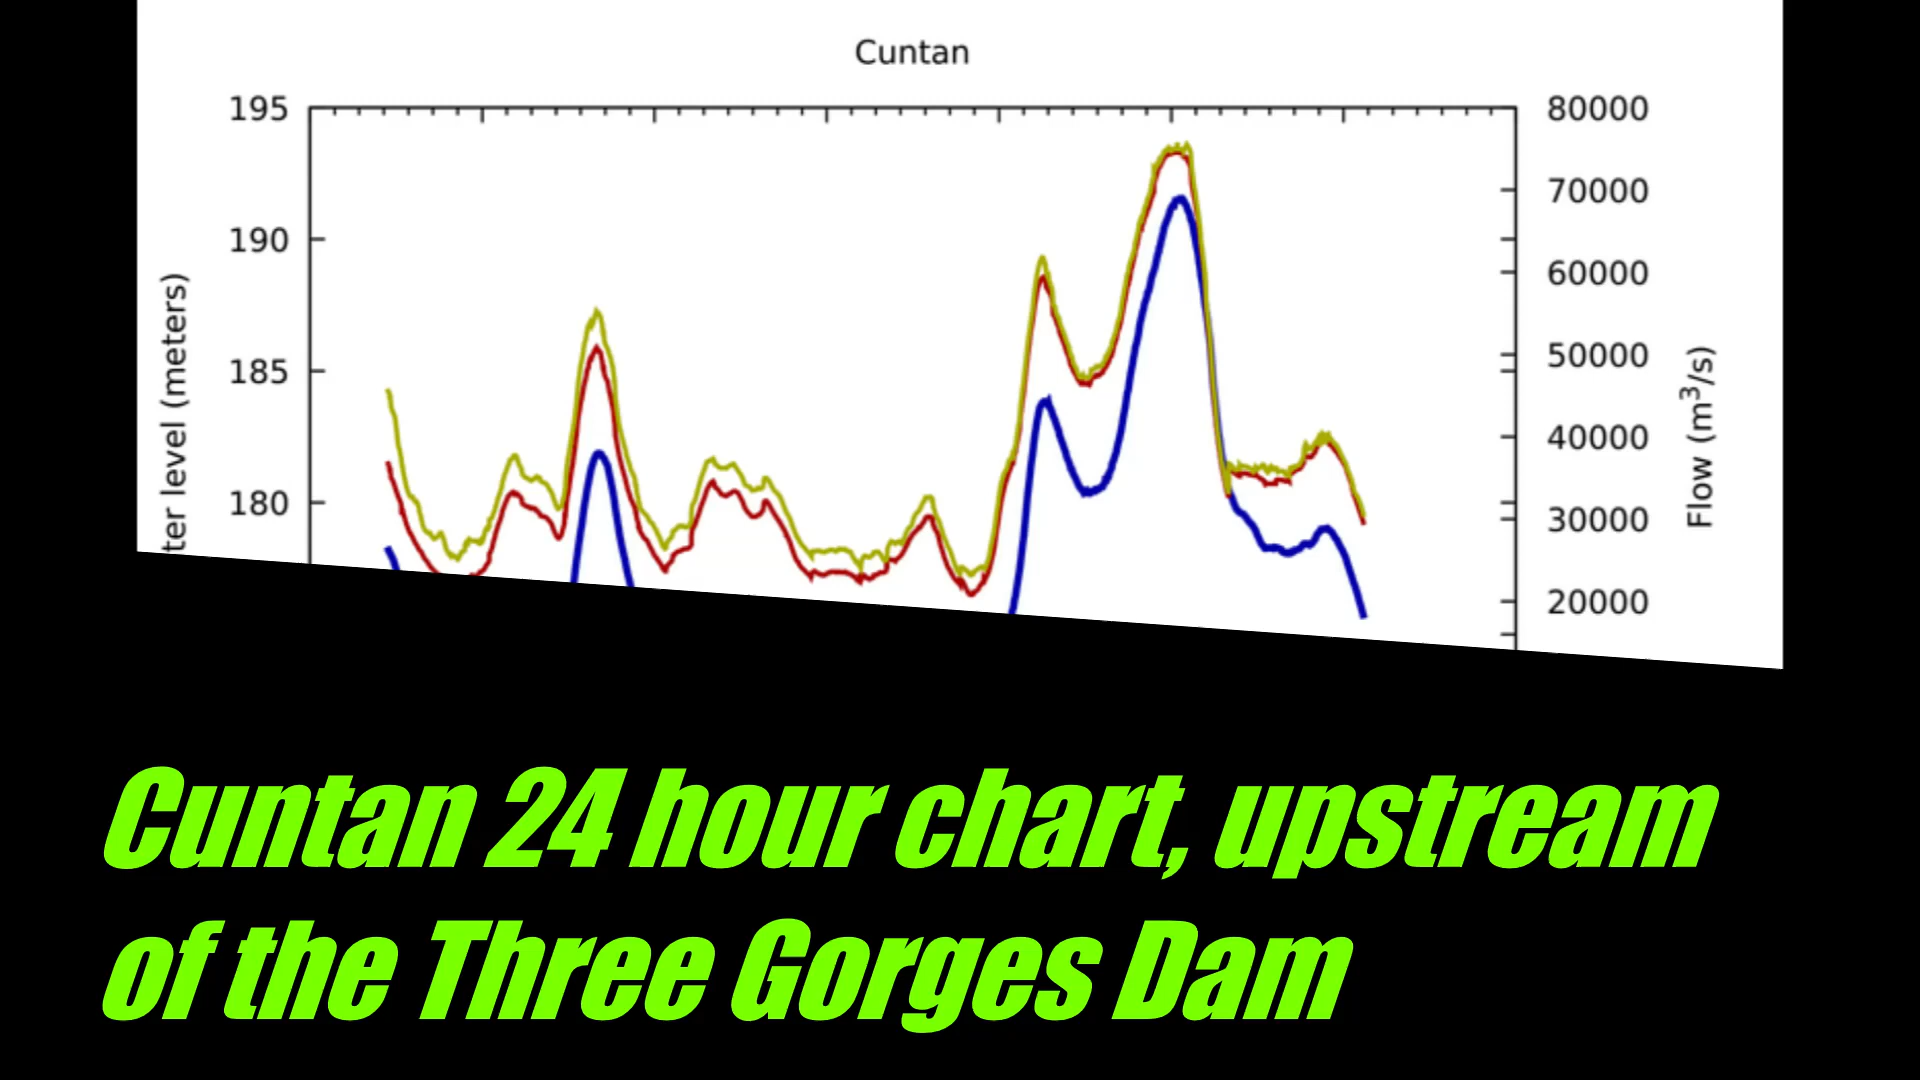 Cuntan
195
190
185
180
ter level (meters)
80000
70000
60000
50000
40000
30000
20000
Flow (m³/s)
Cuntan 24 hour chart, upstream
of the Three Gorges Dam